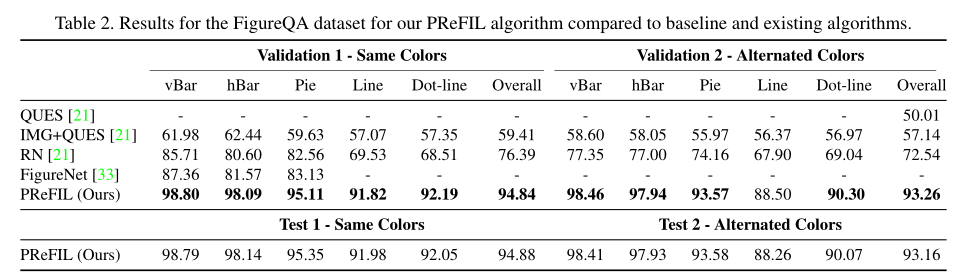 Table 2. Results for the FigureQA dataset for our PReFIL algorithm compared to baseline and existing algorithms.
Validation 1 - Same Colors Validation 2 - Alternated Colors
vBar hBar Pie Line Dot-line Overall vBar hBar Pie Line Dot-line Overall
QUES [21] - - - - - - - - - - - 50.01
IMG+QUES [21] 61.98 62.44 59.63 57.07 57.35 59.41 58.60 58.05 55.97 56.37 56.97 57.14
RN [21] 85.71 80.60 82.56 69.53 68.51 76.39 77.35 77.00 74.16 67.90 69.04 72.54
FigureNet [33] 87.36 81.57 83.13 - - - - - - - - -
PReFIL (Ours) 98.80 98.09 95.11 91.82 92.19 94.84 98.46 97.94 93.57 88.50 90.30 93.26
Test 1 - Same Colors Test 2 - Alternated Colors
PReFIL (Ours) 98.79 98.14 95.35 91.98 92.05 94.88 98.41 97.93 93.58 88.26 90.07 93.16